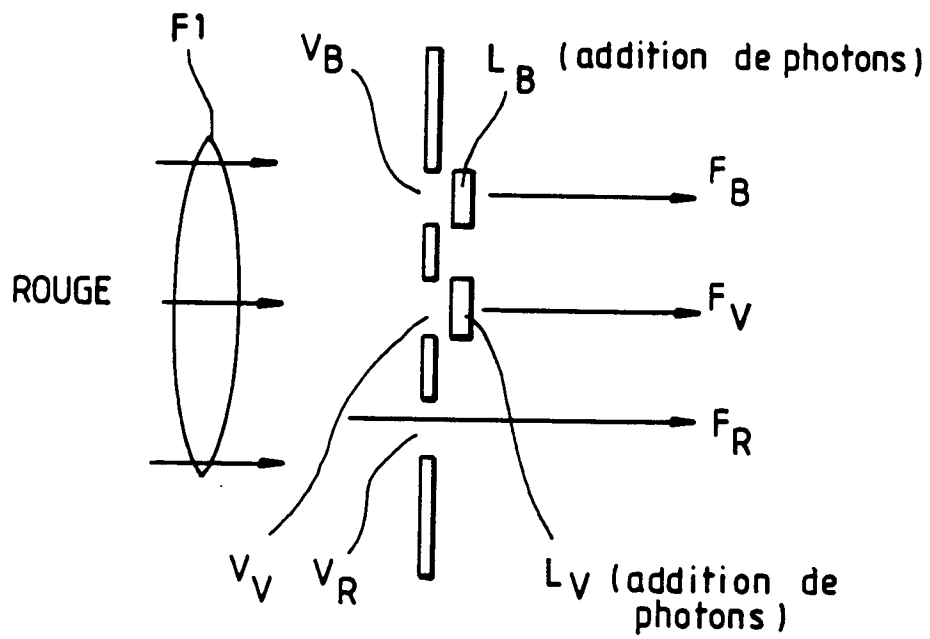 F1
V_B
L_B (addition de photons)
F_B
ROUGE
F_V
F_R
V_V
V_R
L_V (addition de
photons)